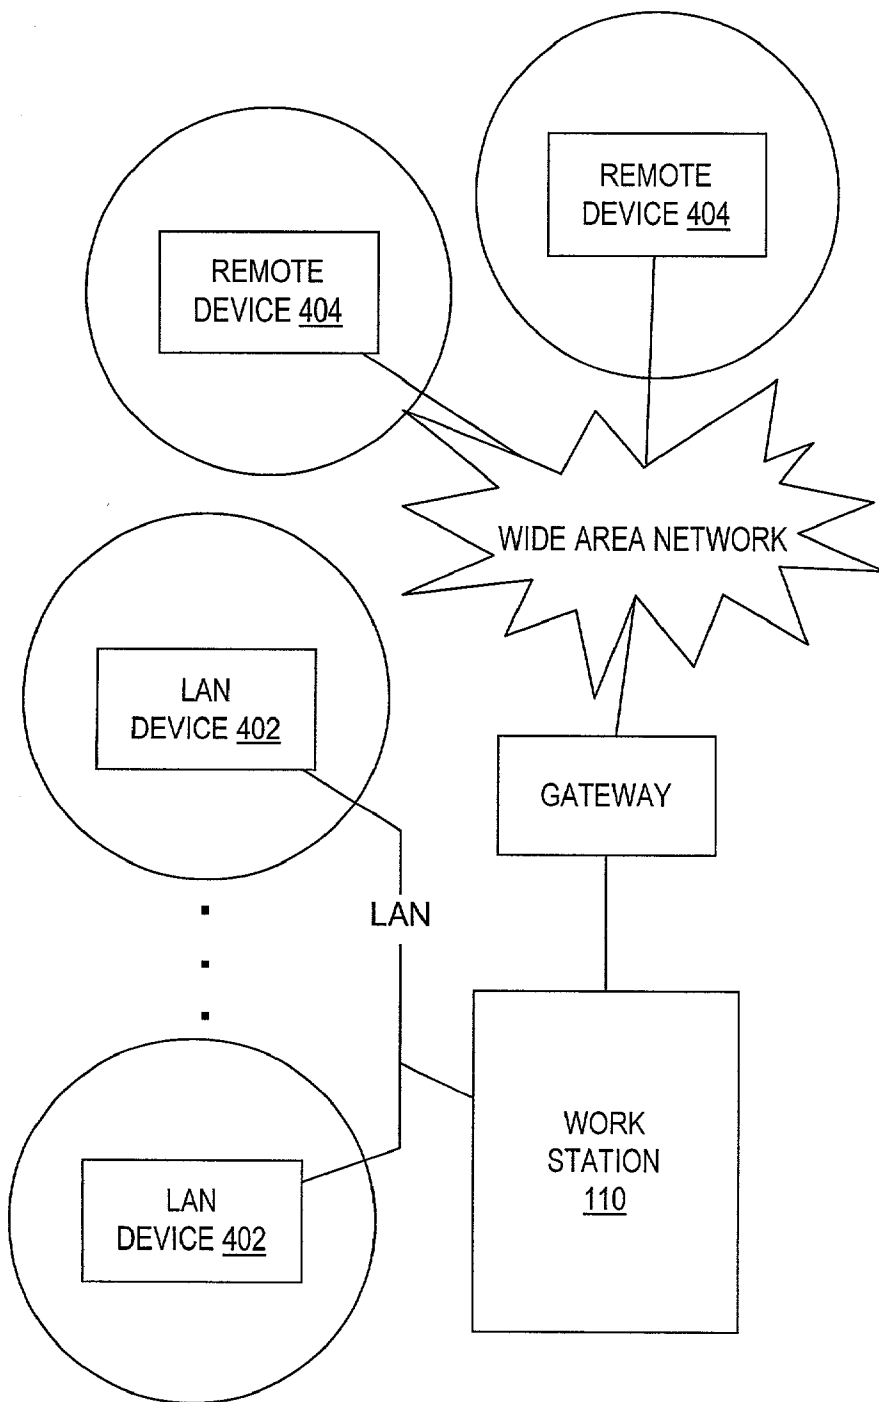 REMOTE
DEVICE 404
REMOTE
DEVICE 404
WIDE AREA NETWORK
LAN
DEVICE 402
GATEWAY
LAN
WORK
STATION
110
LAN
DEVICE 402